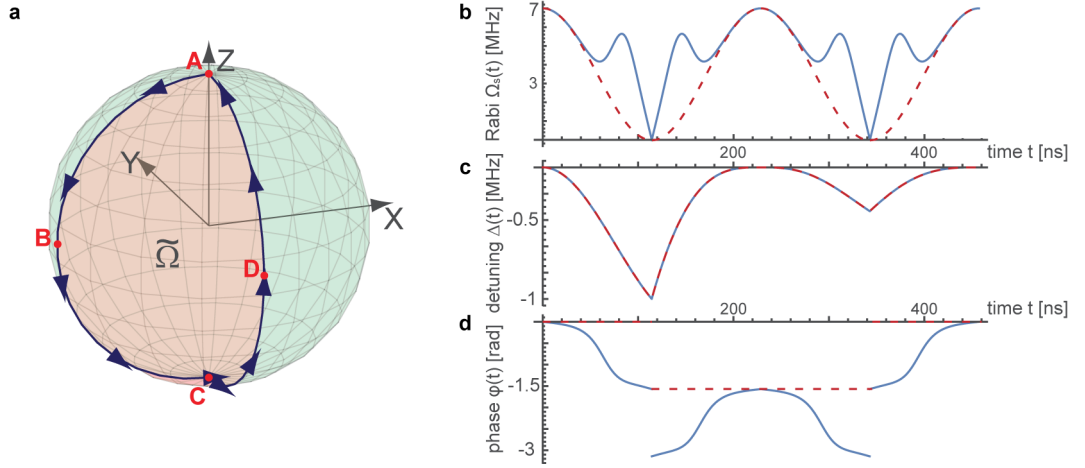 a
A
Z
Y
X
B
Ω̃
D
C
b
Rabi Ωs(t) [MHz]
7
3
200
400
time t [ns]
c
detuning Δ(t) [MHz]
-0.5
-1
200
400
time t [ns]
d
phase φ(t) [rad]
-1.5
-3